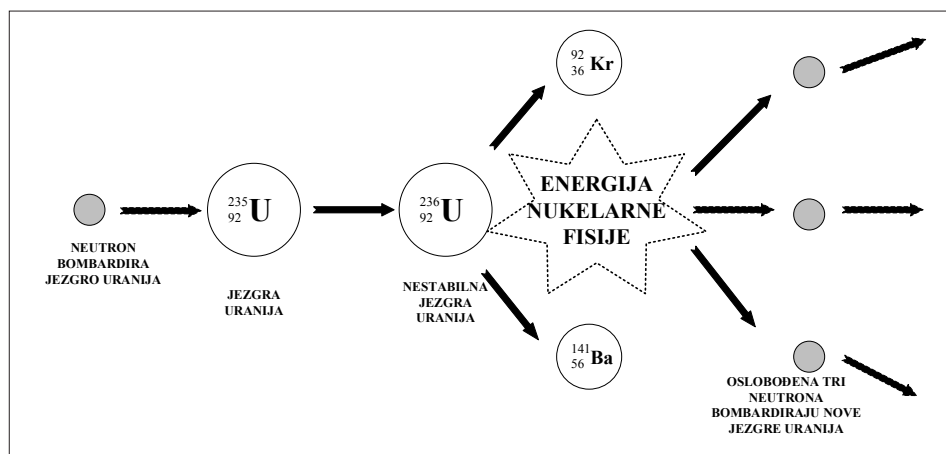 92
36 Kr
ENERGIJA
NUKELARNE
FISIJE
235
92 U
236
92 U
NEUTRON
BOMBARDIRA
JEZGRO URANIJA
JEZGRA
URANIJA
NESTABILNA
JEZGRA
URANIJA
141
56 Ba
OSLOBOĐENA TRI
NEUTRONA
BOMBARDIRAJU NOVE
JEZGRE URANIJA